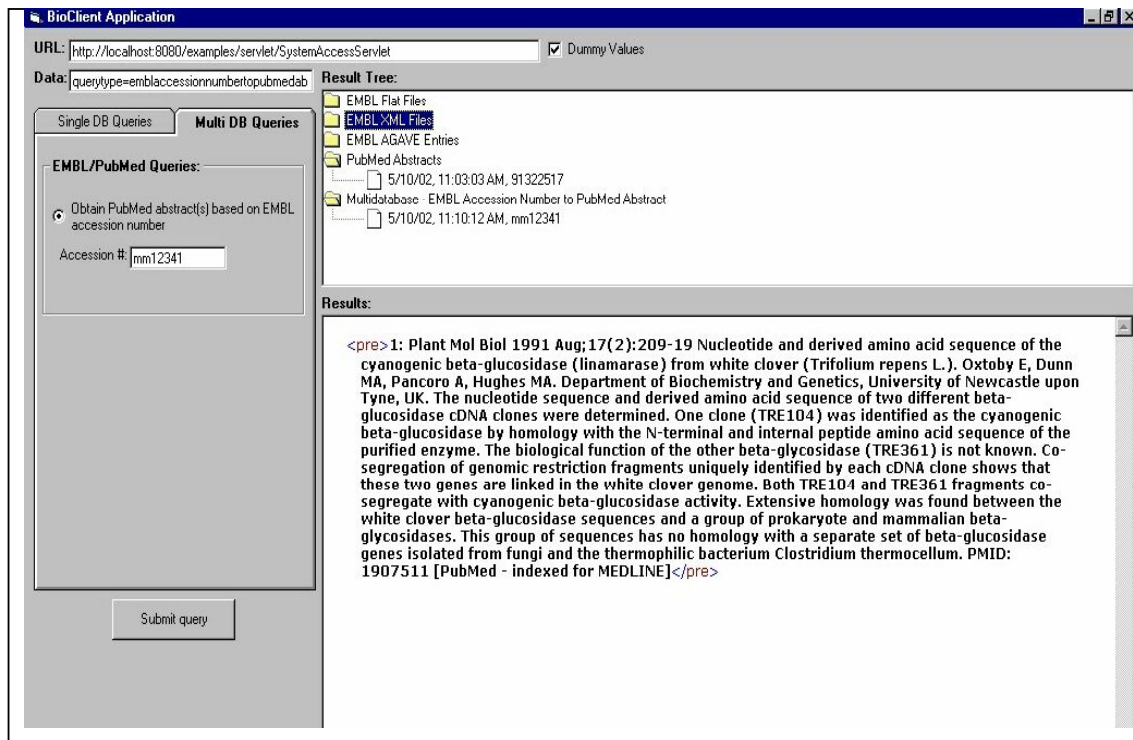 BioClient Application
URL: http://localhost:8080/examples/servlet/SystemAccessServlet
Dummy Values
Data: querytype=emblaccessionnumbertopubmedab
Single DB Queries
Multi DB Queries
EMBL/PubMed Queries:
Obtain PubMed abstract(s) based on EMBL
accession number
Accession #: mm12341
Submit query
Result Tree:
EMBL Flat Files
EMBL XML Files
EMBL AGAVE Entries
PubMed Abstracts
5/10/02, 11:03:03 AM, 91322517
Multidatabase - EMBL Accession Number to PubMed Abstract
5/10/02, 11:10:12 AM, mm12341
Results:
<pre>1: Plant Mol Biol 1991 Aug;17(2):209-19 Nucleotide and derived amino acid sequence of the
cyanogenic beta-glucosidase (linamarase) from white clover (Trifolium repens L.). Oxtoby E, Dunn
MA, Pancoro A, Hughes MA. Department of Biochemistry and Genetics, University of Newcastle upon
Tyne, UK. The nucleotide sequence and derived amino acid sequence of two different beta-
glucosidase cDNA clones were determined. One clone (TRE104) was identified as the cyanogenic
beta-glucosidase by homology with the N-terminal and internal peptide amino acid sequence of the
purified enzyme. The biological function of the other beta-glycosidase (TRE361) is not known. Co-
segregation of genomic restriction fragments uniquely identified by each cDNA clone shows that
these two genes are linked in the white clover genome. Both TRE104 and TRE361 fragments co-
segregate with cyanogenic beta-glucosidase activity. Extensive homology was found between the
white clover beta-glucosidase sequences and a group of prokaryote and mammalian beta-
glycosidases. This group of sequences has no homology with a separate set of beta-glucosidase
genes isolated from fungi and the thermophilic bacterium Clostridium thermocellum. PMID:
1907511 [PubMed - indexed for MEDLINE]</pre>